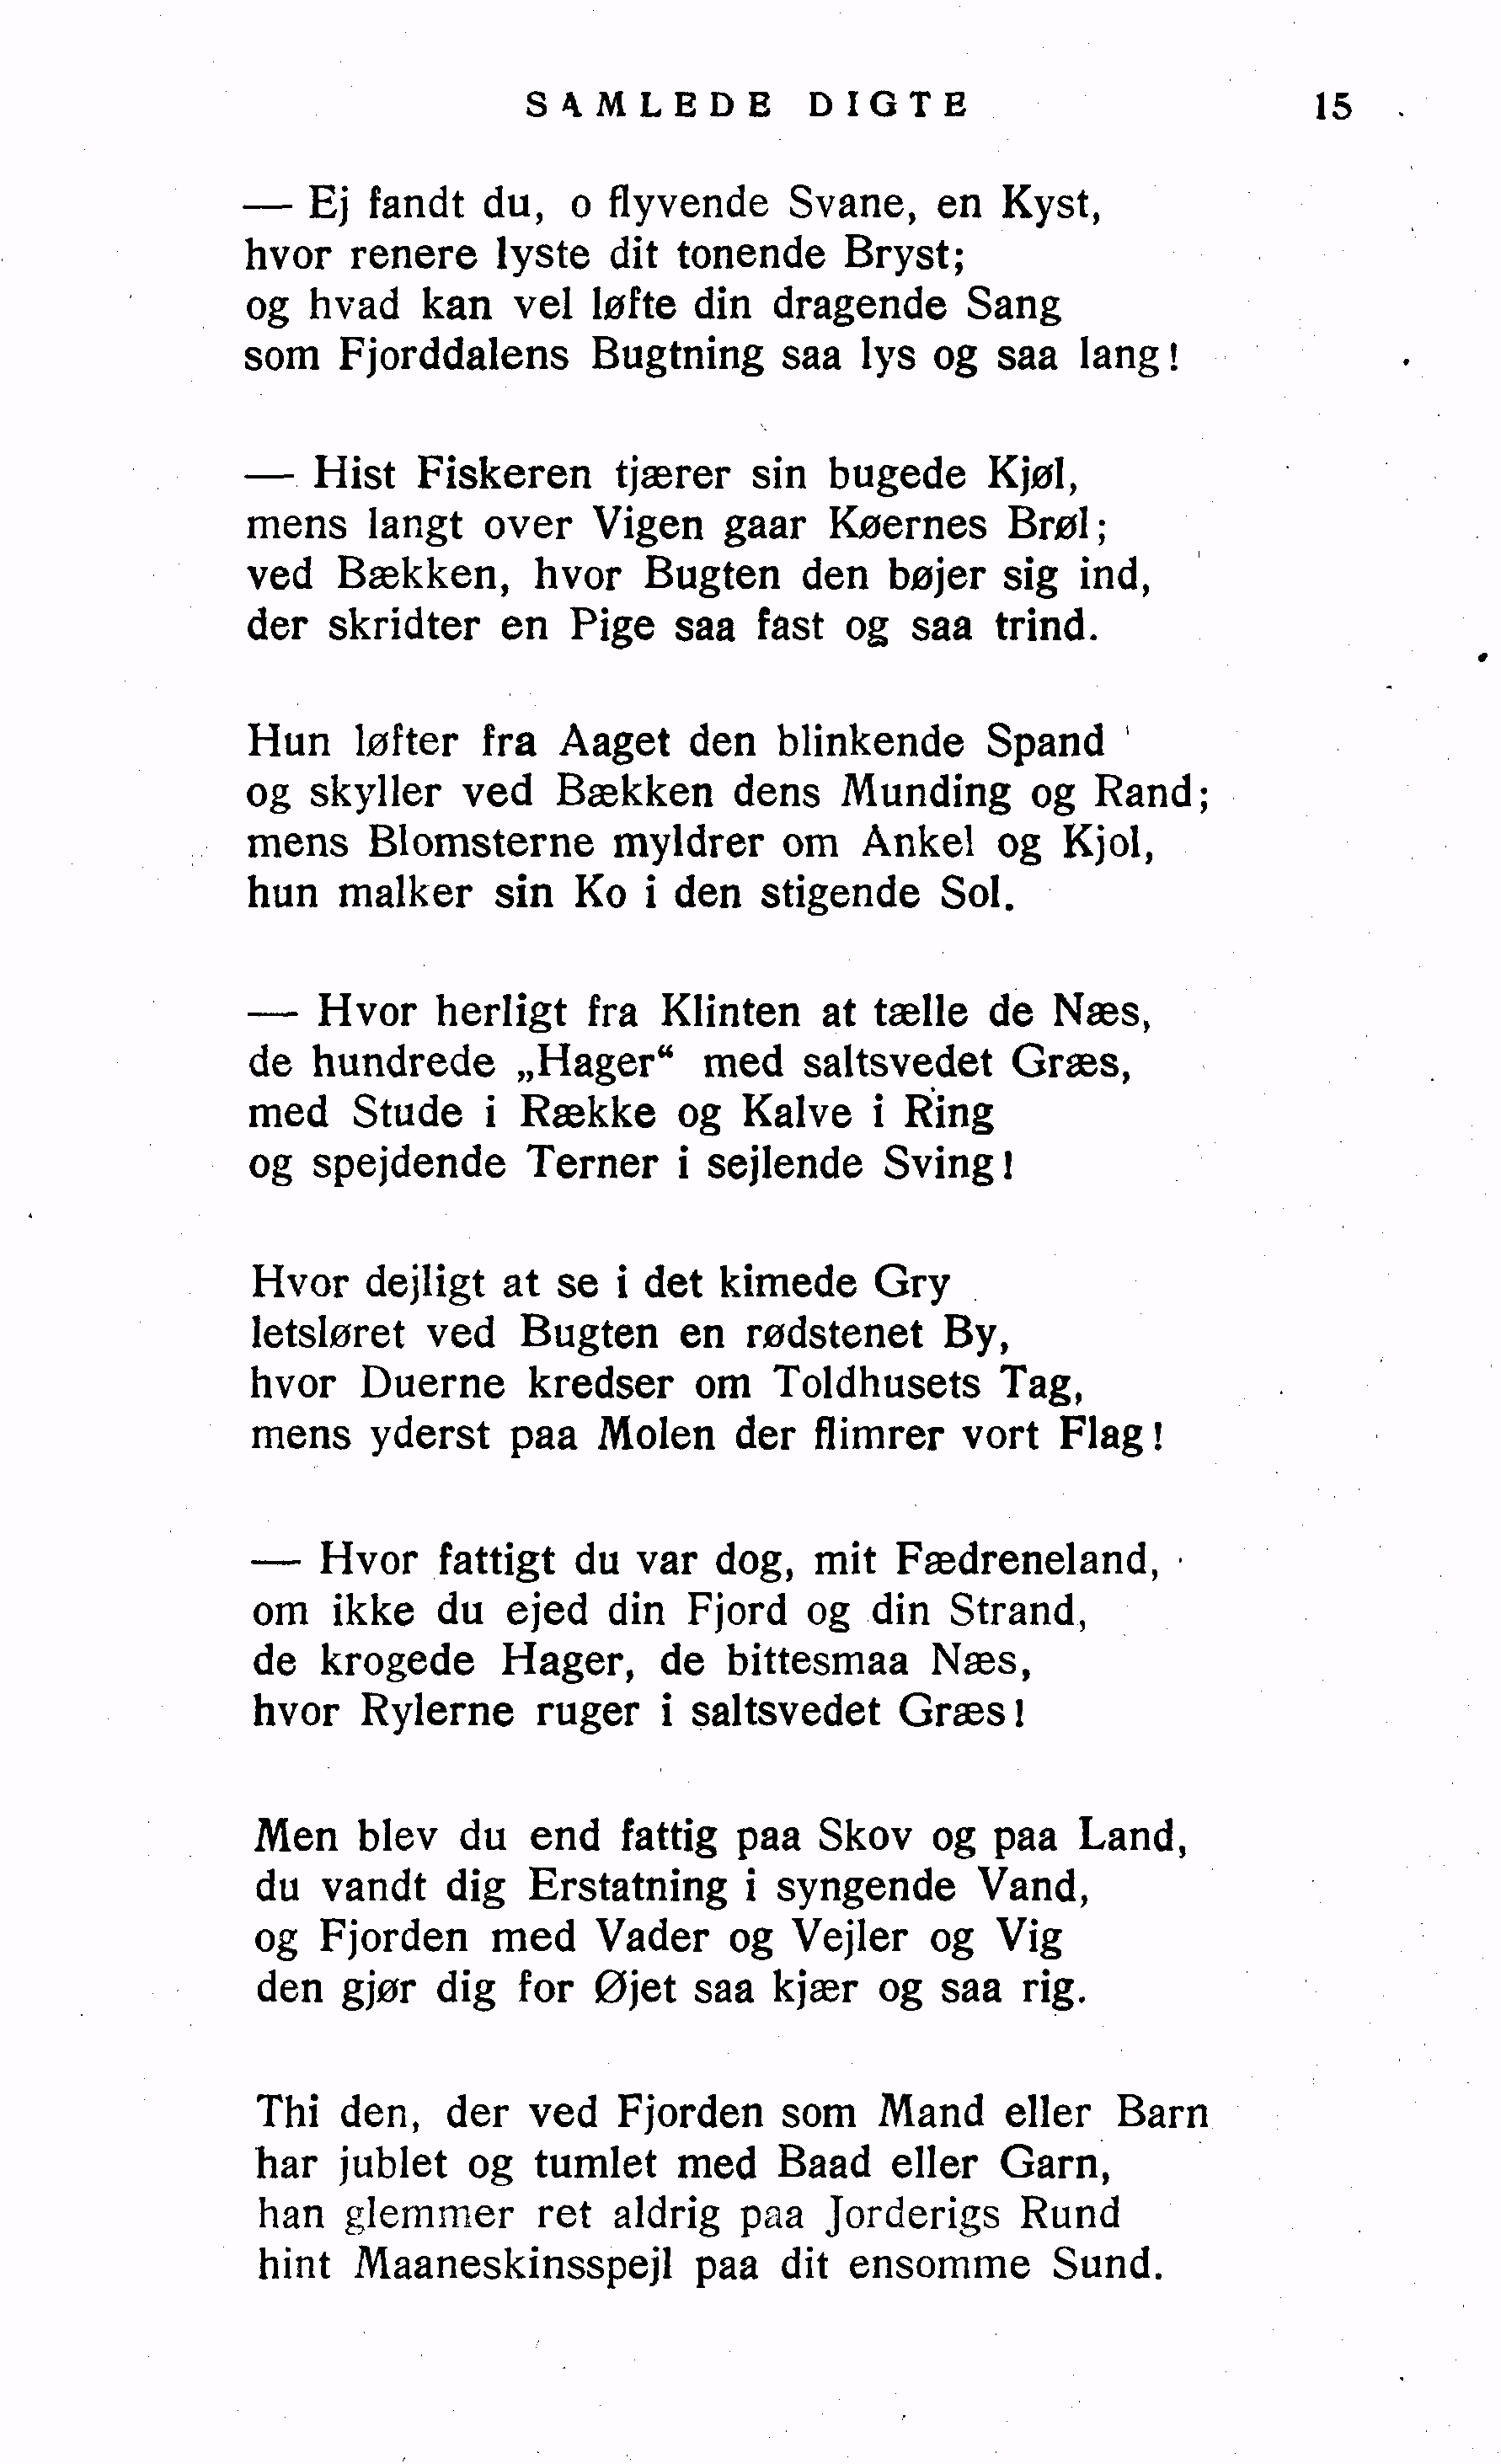 SAMLEDE DIGTE 15
— Ej fandt du, o flyvende Svane, en Kyst,
hvor renere lyste dit tonende Bryst;
og hvad kan vel løfte din dragende Sang
som Fjorddalens Bugtning saa lys og saa lang!
— Hist Fiskeren tjærer sin bugede Kjøl,
mens langt over Vigen gaar Køernes Brøl;
ved Bækken, hvor Bugten den bøjer sig ind,
der skridter en Pige saa fast og saa trind.
Hun løfter fra Aaget den blinkende Spand
og skyller ved Bækken dens Munding og Rand;
mens Blomsterne myldrer om Ankel og Kjol,
hun malker sin Ko i den stigende Sol.
— Hvor herligt fra Klinten at tælle de Næs,
de hundrede „Hager“ med saltsvedet Græs,
med Stude i Række og Kalve i Ring
og spejdende Terner i sejlende Sving!
Hvor dejligt at se i det kimede Gry
letsløret ved Bugten en rødstenet By,
hvor Duerne kredser om Toldhusets Tag,
mens yderst paa Molen der flimrer vort Flag!
— Hvor fattigt du var dog, mit Fædreneland,
om ikke du ejed din Fjord og din Strand,
de krogede Hager, de bittesmaa Næs,
hvor Rylerne ruger i saltsvedet Græs!
Men blev du end fattig paa Skov og paa Land,
du vandt dig Erstatning i syngende Vand,
og Fjorden med Vader og Vejler og Vig
den gjør dig for Øjet saa kjær og saa rig.
Thi den, der ved Fjorden som Mand eller Barn
har jublet og tumlet med Baad eller Garn,
han glemmer ret aldrig paa Jorderigs Rund
hint Maaneskinsspejl paa dit ensomme Sund.